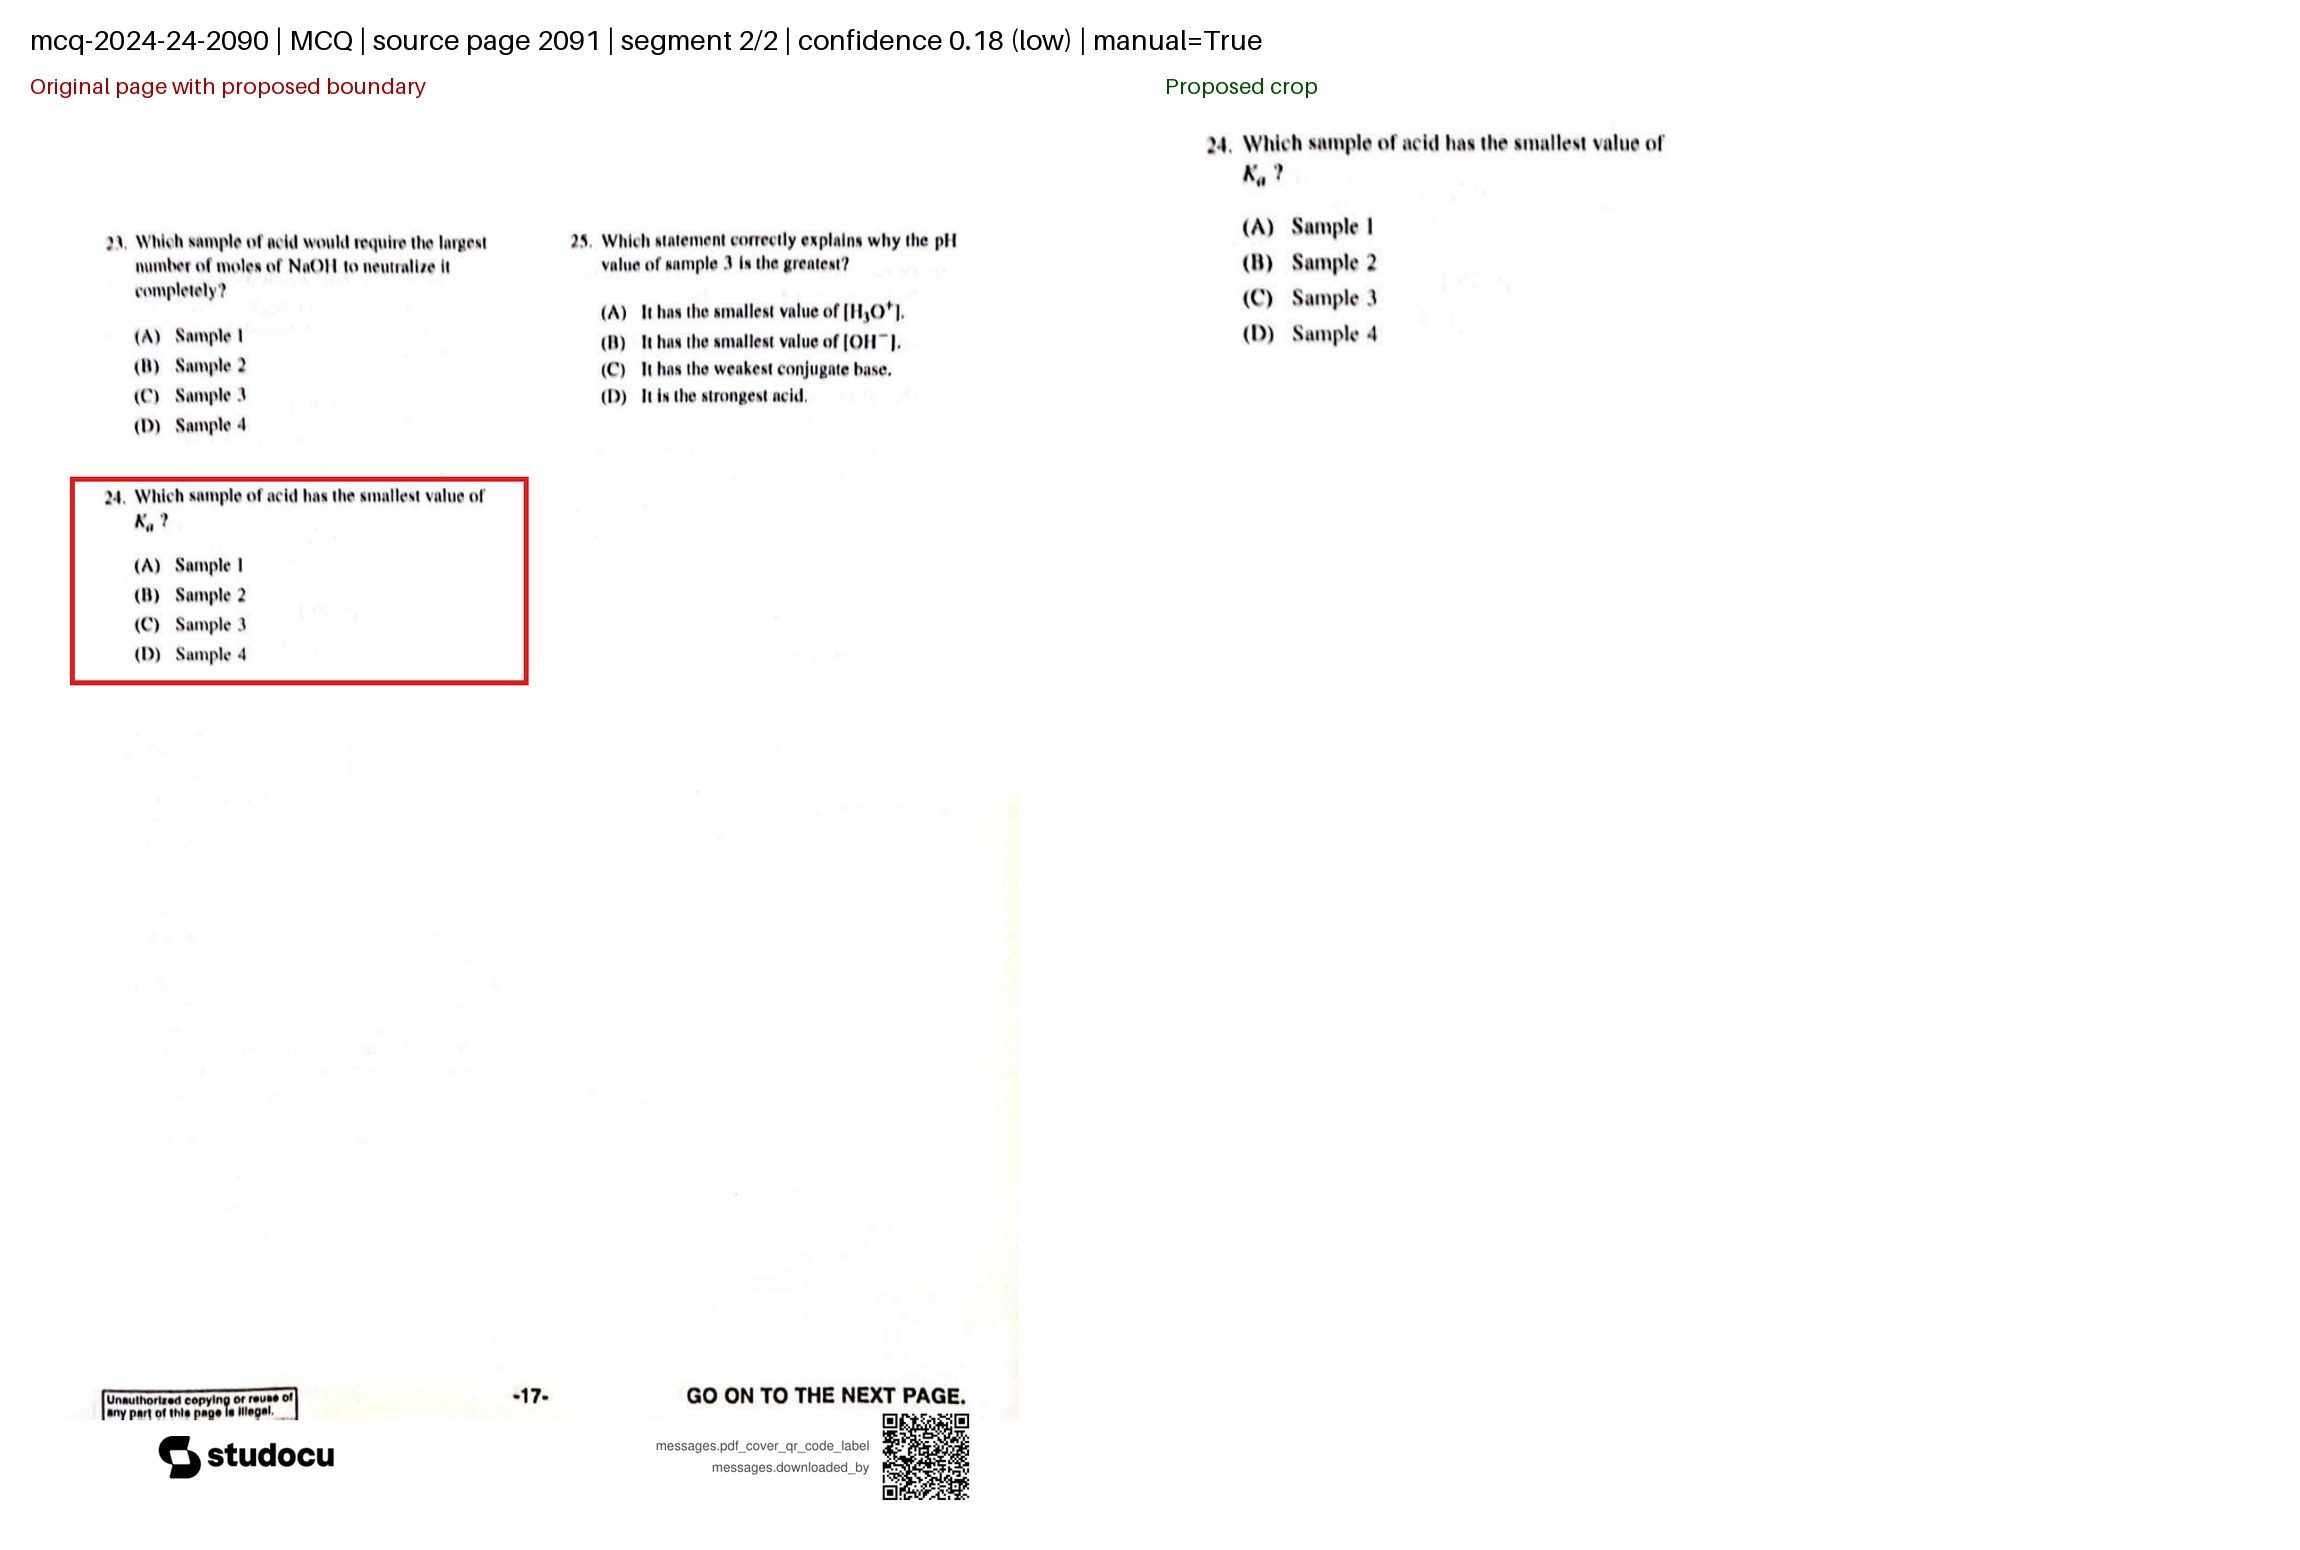 mcq-2024-24-2090 | MCQ | source page 2091 | segment 2/2 | confidence 0.18 (low) | manual=True
Original page with proposed boundary
23. Which sample of acid would require the largest
number of moles of NaOH to neutralize it
completely?
(A) Sample 1
(B) Sample 2
(C) Sample 3
(D) Sample 4
24. Which sample of acid has the smallest value of
Kₐ ?
(A) Sample 1
(B) Sample 2
(C) Sample 3
(D) Sample 4
25. Which statement correctly explains why the pH
value of sample 3 is the greatest?
(A) It has the smallest value of [H₃O⁺].
(B) It has the smallest value of [OH⁻].
(C) It has the weakest conjugate base.
(D) It is the strongest acid.
Unauthorized copying or reuse of
any part of this page is illegal.
-17-
GO ON TO THE NEXT PAGE.
studocu
messages.pdf_cover_qr_code_label
messages.downloaded_by
Proposed crop
24. Which sample of acid has the smallest value of
Kₐ ?
(A) Sample 1
(B) Sample 2
(C) Sample 3
(D) Sample 4